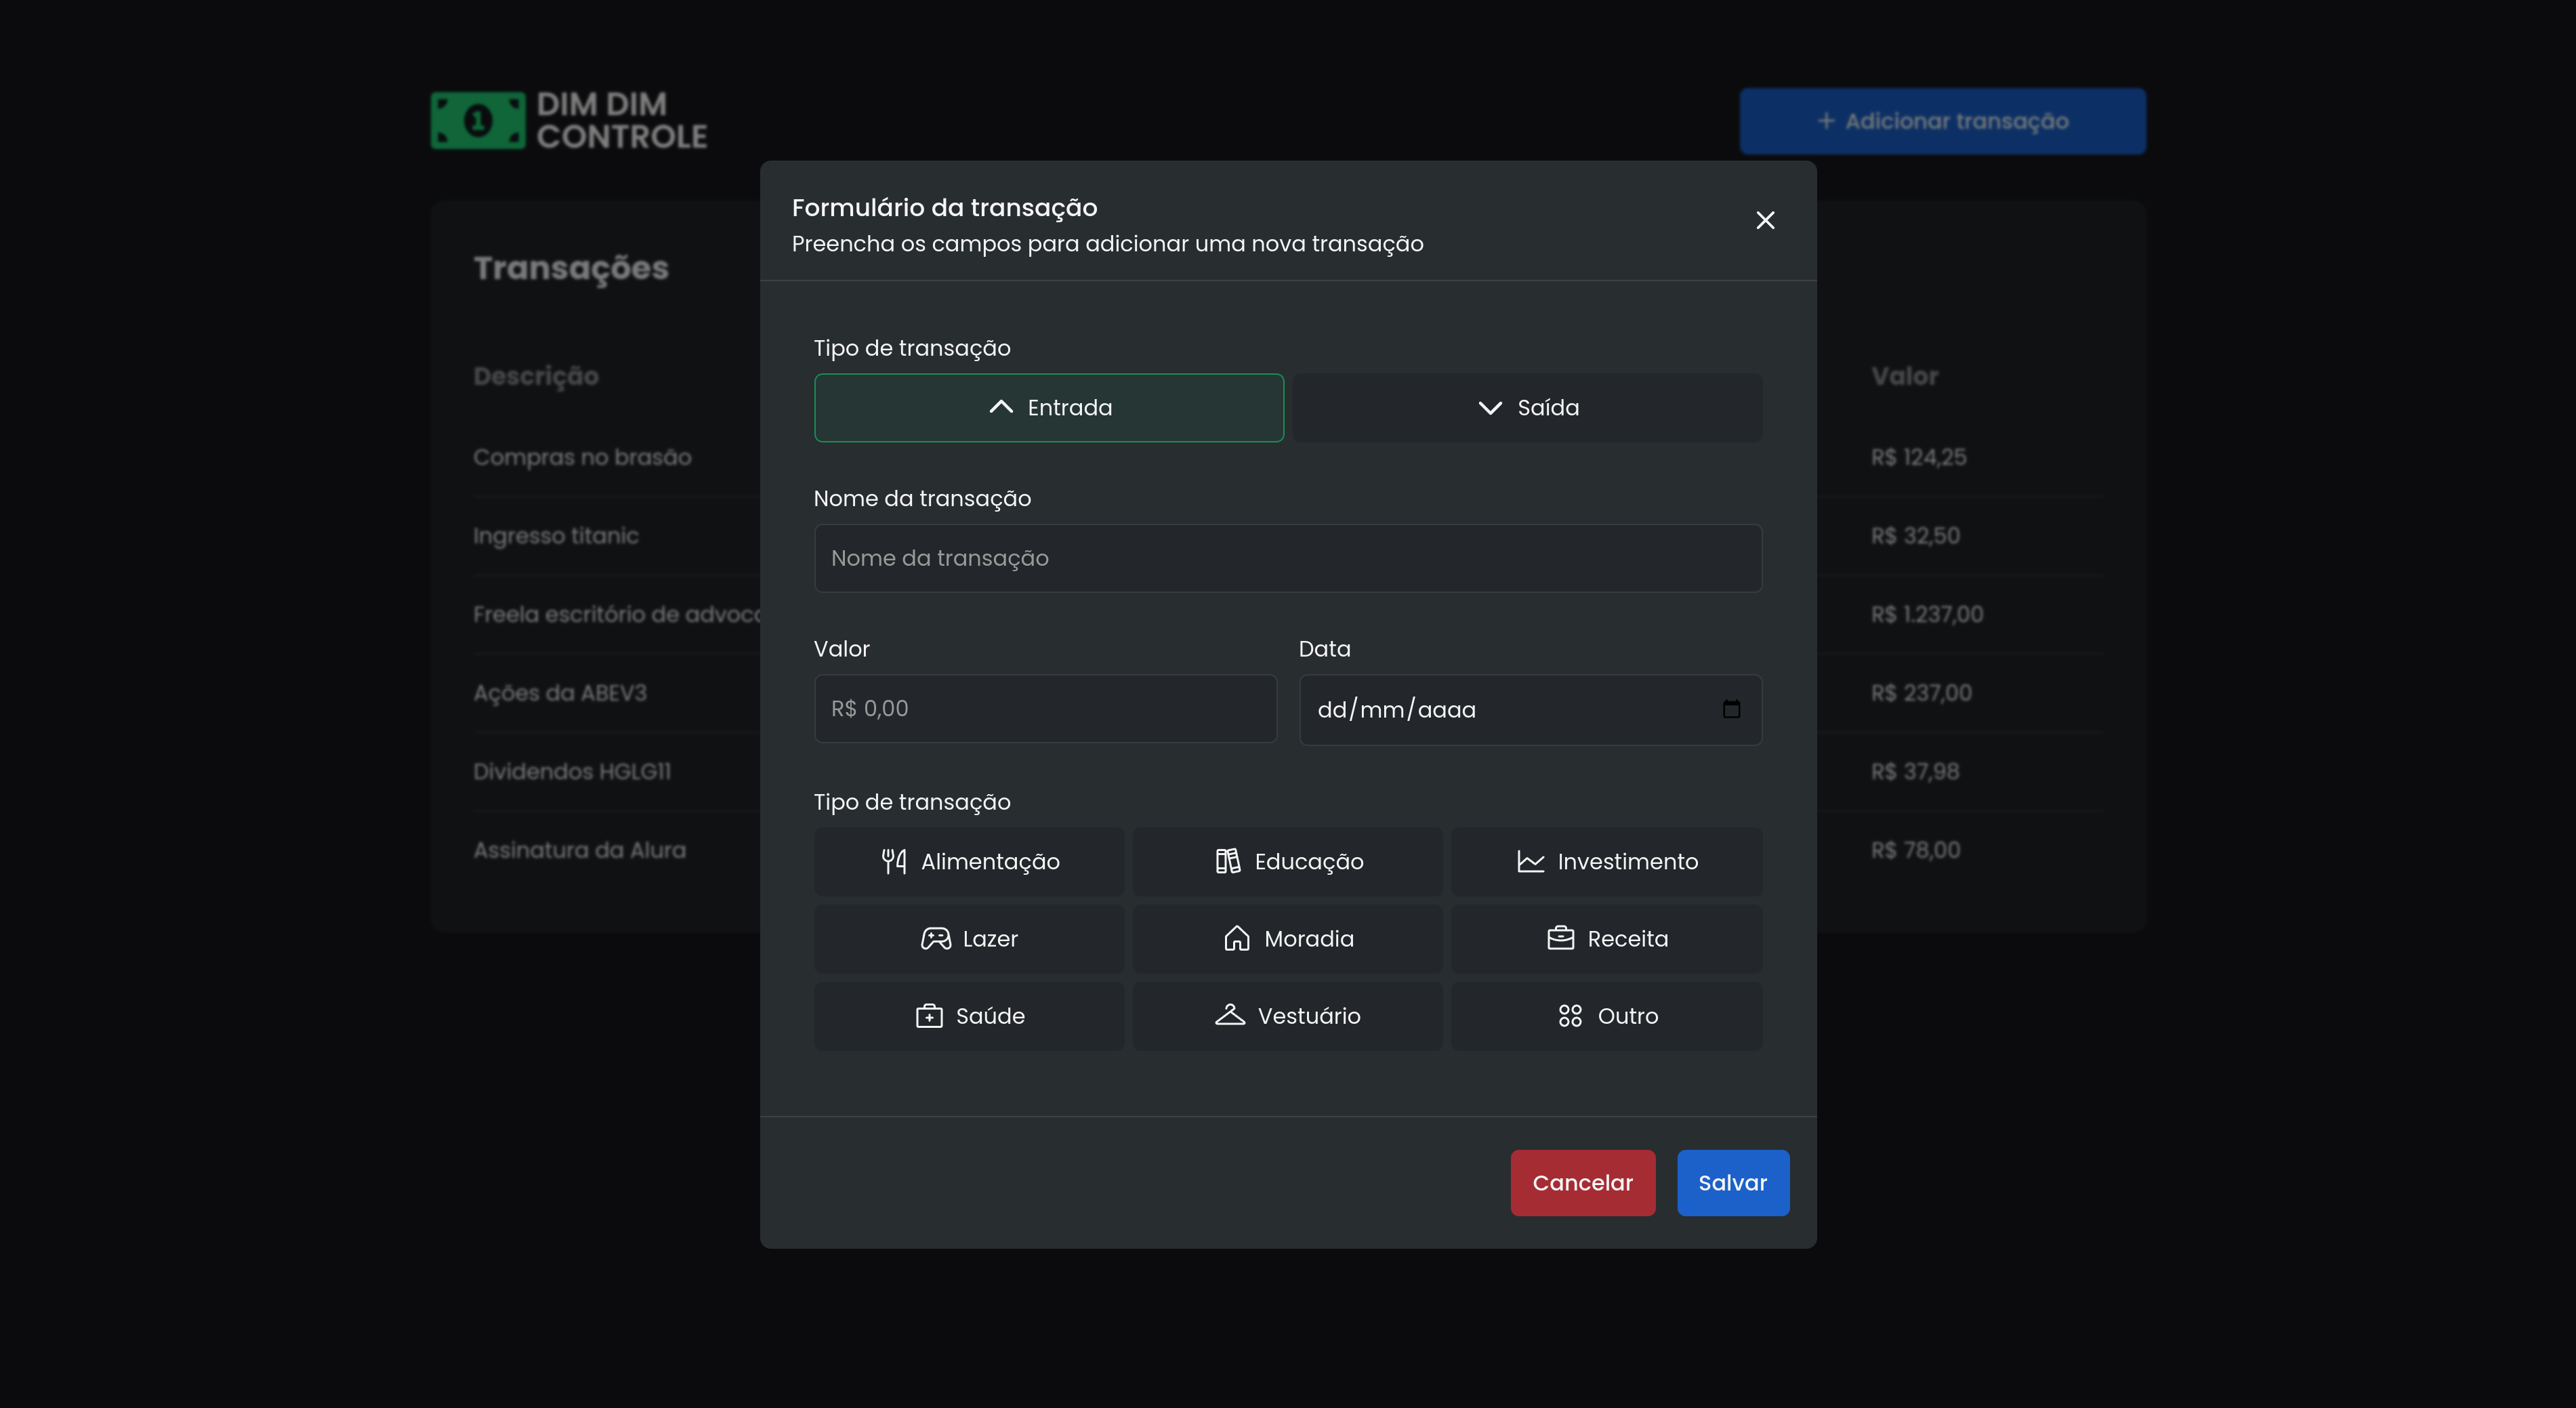 DIM DIM
CONTROLE
+ Adicionar transação
Formulário da transação
Preencha os campos para adicionar uma nova transação
Transações
Descrição
Valor
Compras no brasão
R$ 124,25
Ingresso titanic
R$ 32,50
Freela escritório de advoc
R$ 1.237,00
Ações da ABEV3
R$ 237,00
Dividendos HGLG11
R$ 37,98
Assinatura da Alura
R$ 78,00
Tipo de transação
Entrada
Saída
Nome da transação
Nome da transação
Valor
Data
R$ 0,00
dd/mm/aaaa
Tipo de transação
Alimentação
Educação
Investimento
Lazer
Moradia
Receita
Saúde
Vestuário
Outro
Cancelar
Salvar